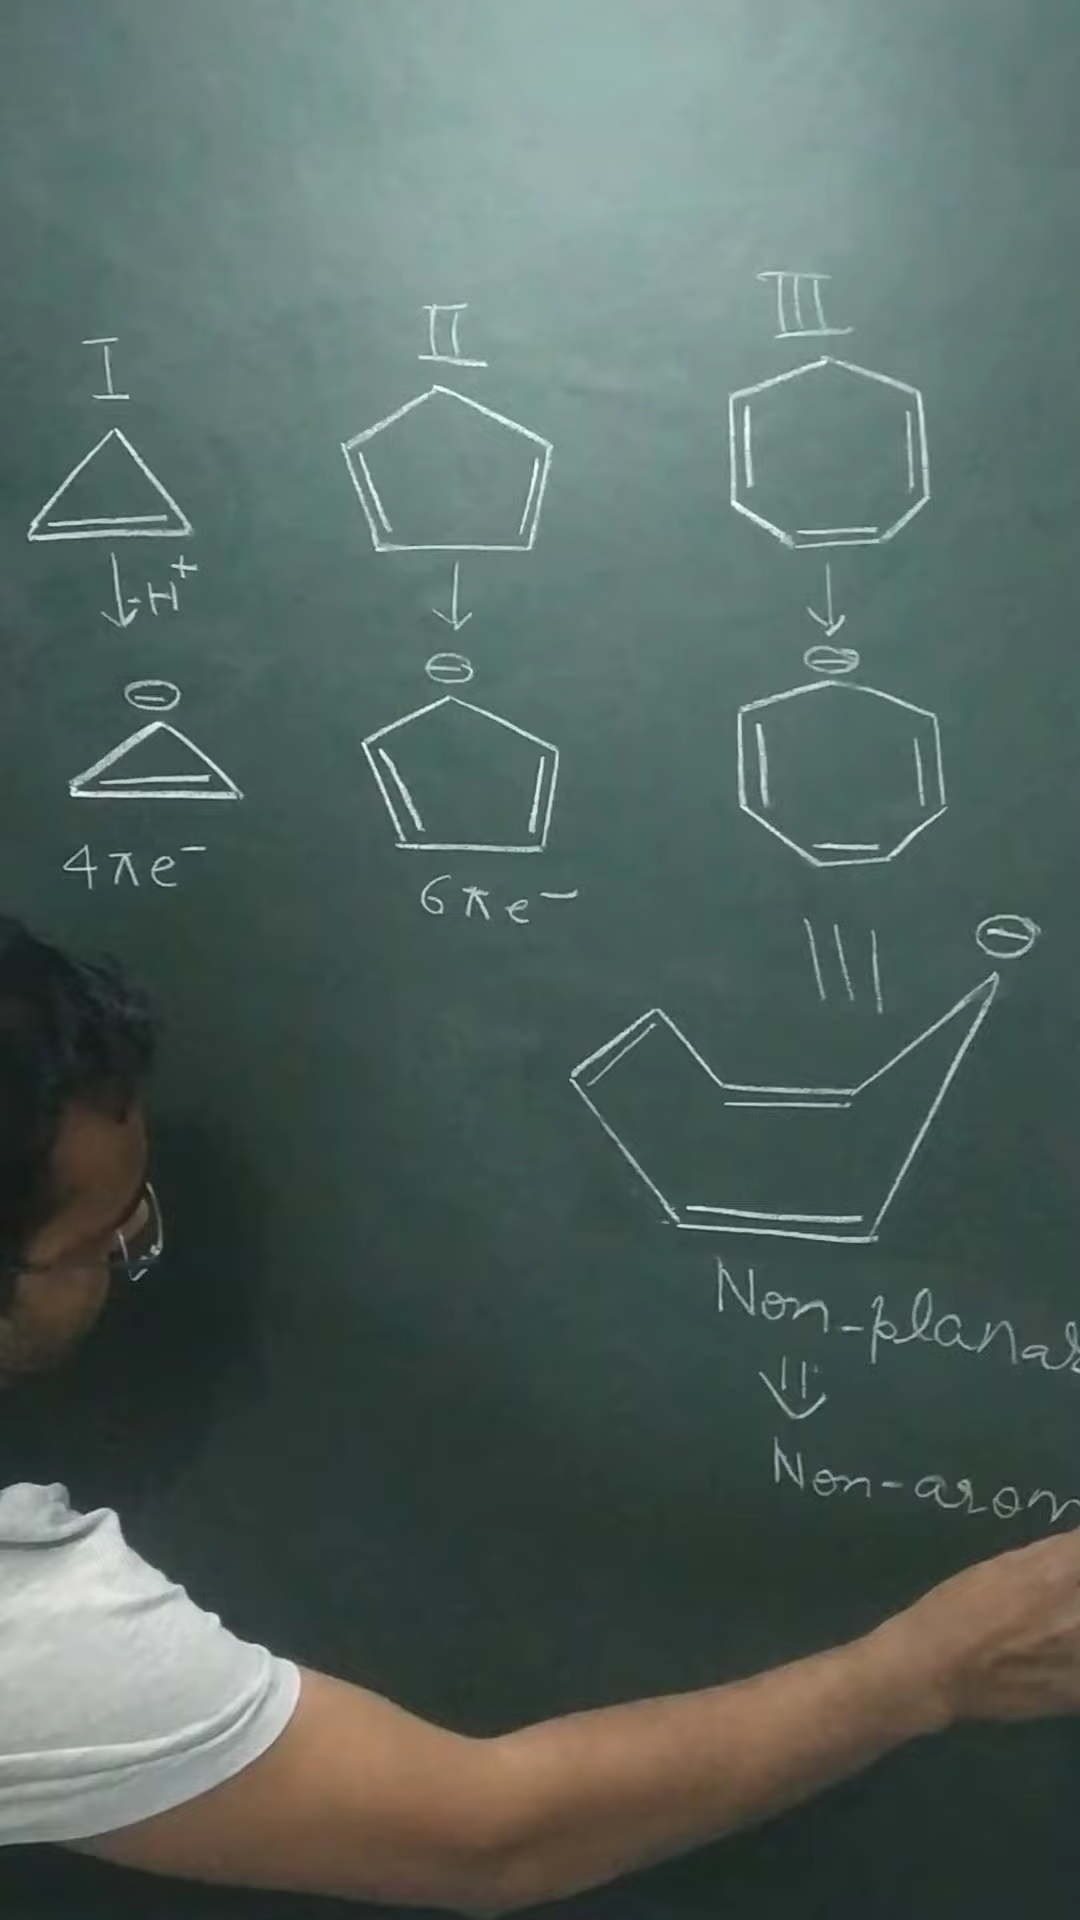 I
II
III
-H⁺
⊖
⊖
⊖
4πe⁻
6πe⁻
⊖
Non-planar
⇓
Non-arom